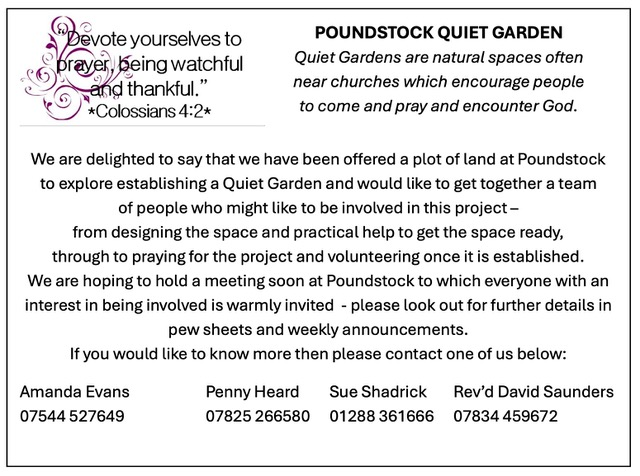 “Devote yourselves to
prayer, being watchful
and thankful.”
*Colossians 4:2*
POUNDSTOCK QUIET GARDEN
Quiet Gardens are natural spaces often
near churches which encourage people
to come and pray and encounter God.
We are delighted to say that we have been offered a plot of land at Poundstock
to explore establishing a Quiet Garden and would like to get together a team
of people who might like to be involved in this project –
from designing the space and practical help to get the space ready,
through to praying for the project and volunteering once it is established.
We are hoping to hold a meeting soon at Poundstock to which everyone with an
interest in being involved is warmly invited  - please look out for further details in
pew sheets and weekly announcements.
If you would like to know more then please contact one of us below:
Amanda Evans Penny Heard Sue Shadrick Rev’d David Saunders
07544 527649 07825 266580 01288 361666 07834 459672